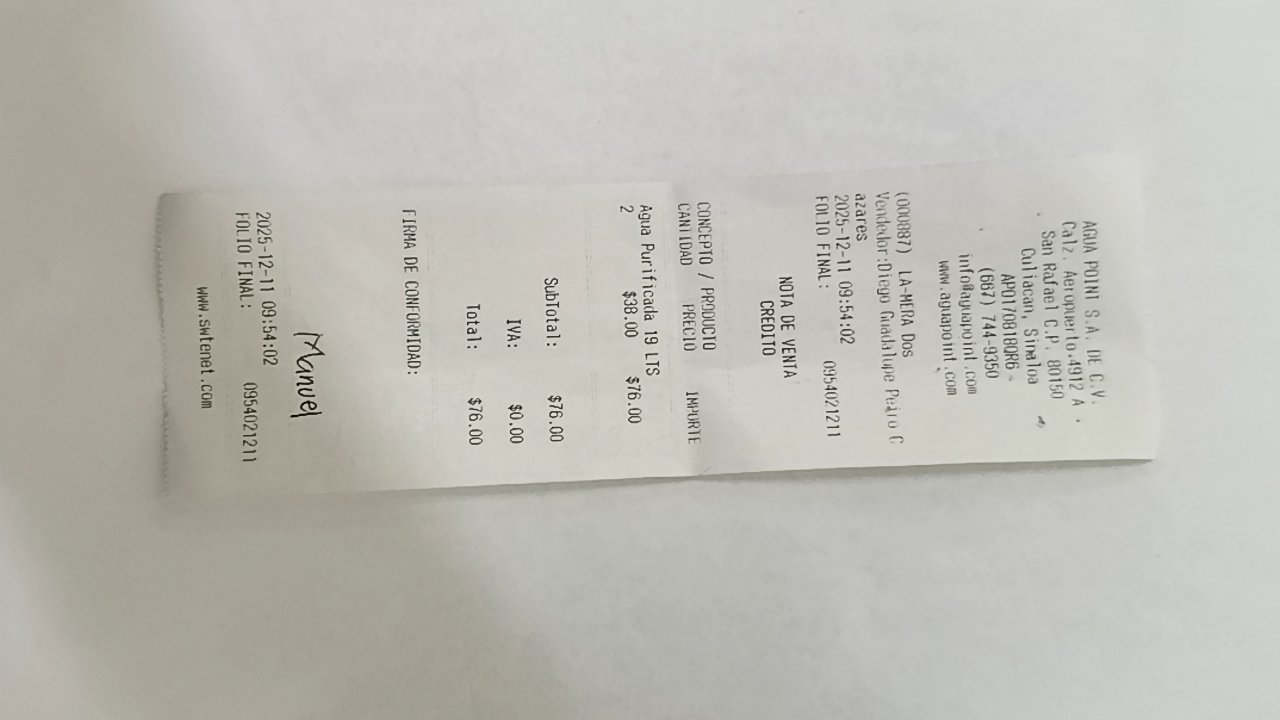 AGUA POINT S.A. DE C.V.
Calz. Aeropuerto.4912 A
San Rafael C.P. 80150
Culiacan, Sinaloa
APO170818QR6
(667) 744-9350
info@aguapoint.com
www.aguapoint.com
(000887) LA-MERA Dos
Vendedor:Diego Guadalupe Pedro C
azares
2025-12-11 09:54:02
FOLIO FINAL: 0954021211
NOTA DE VENTA
CREDITO
CONCEPTO / PRODUCTO
CANTIDAD PRECIO IMPORTE
Agua Purificada 19 LTS
2 $38.00 $76.00
SubTotal: $76.00
IVA: $0.00
Total: $76.00
FIRMA DE CONFORMIDAD:
Manuel
2025-12-11 09:54:02
FOLIO FINAL: 0954021211
www.swtenet.com